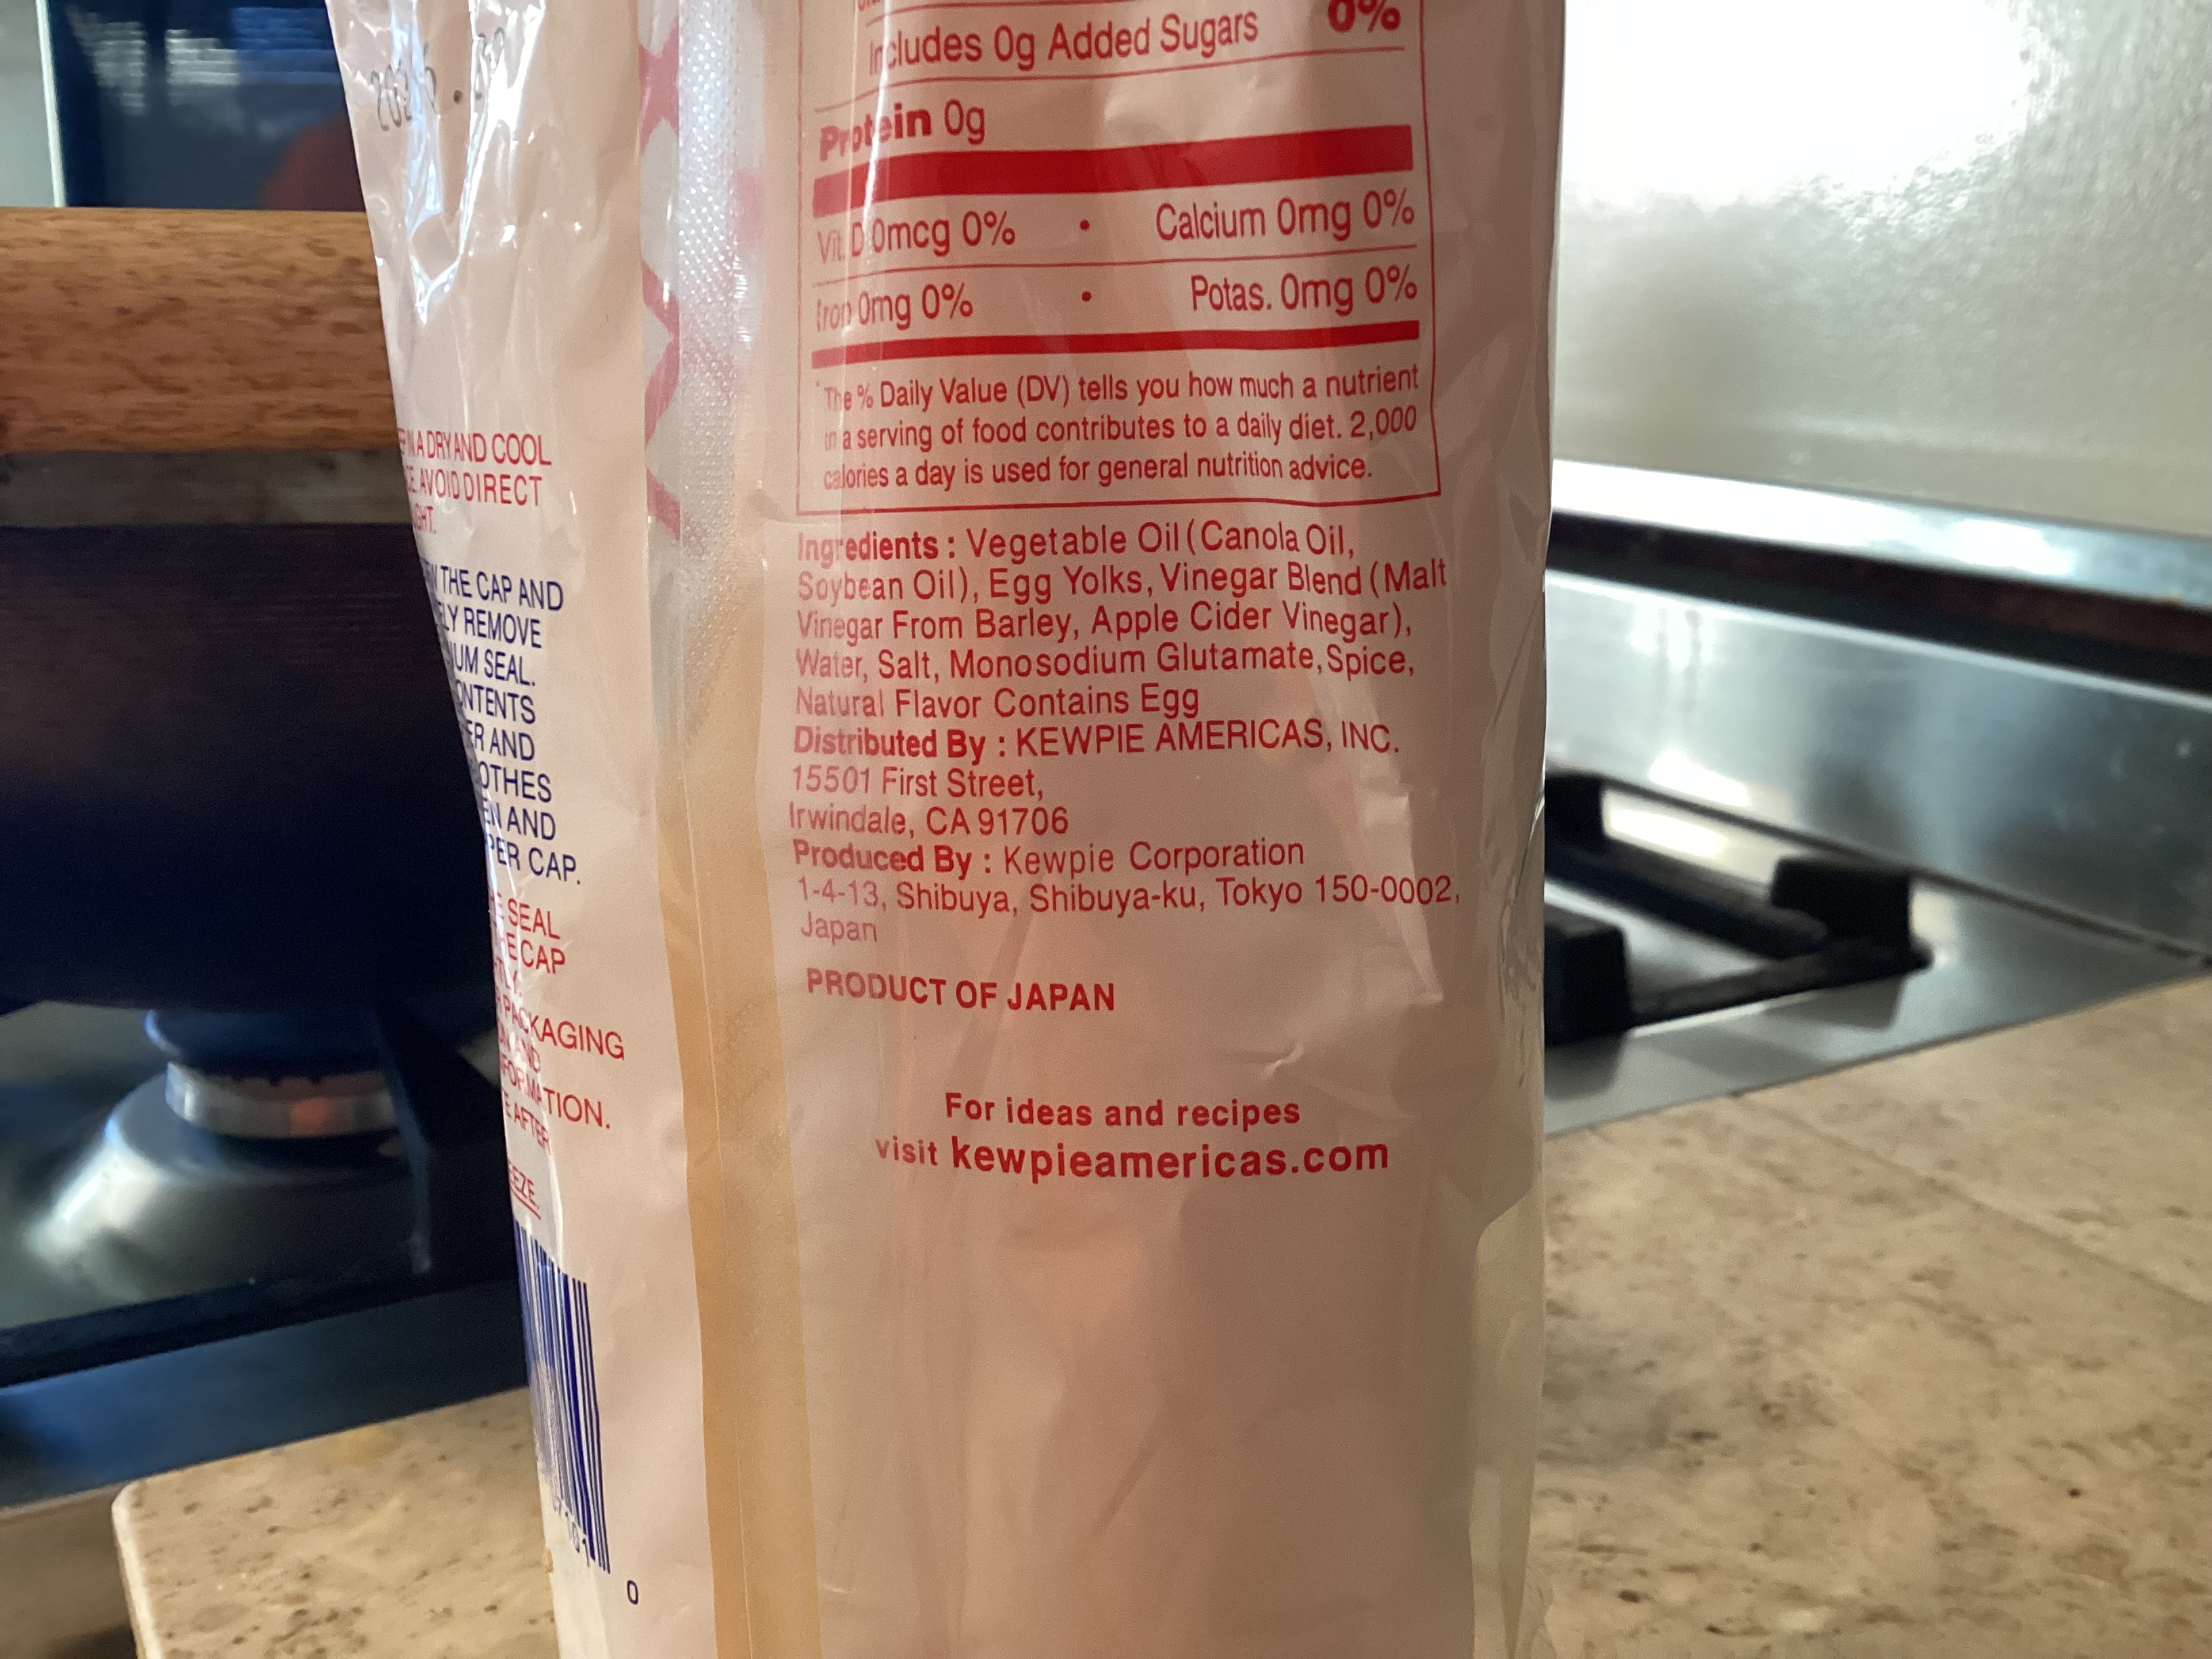 Includes 0g Added Sugars 0%
Protein 0g
Vit. D 0mcg 0% • Calcium 0mg 0%
Iron 0mg 0% • Potas. 0mg 0%
*The % Daily Value (DV) tells you how much a nutrient
in a serving of food contributes to a daily diet. 2,000
calories a day is used for general nutrition advice.
Ingredients : Vegetable Oil (Canola Oil,
Soybean Oil), Egg Yolks, Vinegar Blend (Malt
Vinegar From Barley, Apple Cider Vinegar),
Water, Salt, Monosodium Glutamate, Spice,
Natural Flavor Contains Egg
Distributed By : KEWPIE AMERICAS, INC.
15501 First Street,
Irwindale, CA 91706
Produced By : Kewpie Corporation
1-4-13, Shibuya, Shibuya-ku, Tokyo 150-0002,
Japan
PRODUCT OF JAPAN
For ideas and recipes
visit kewpieamericas.com
IN A DRY AND COOL
AVOID DIRECT
THE CAP AND
REMOVE
SEAL.
AND
AND
PER CAP.
SEAL
CAP
PACKAGING
AND
AFTER
0